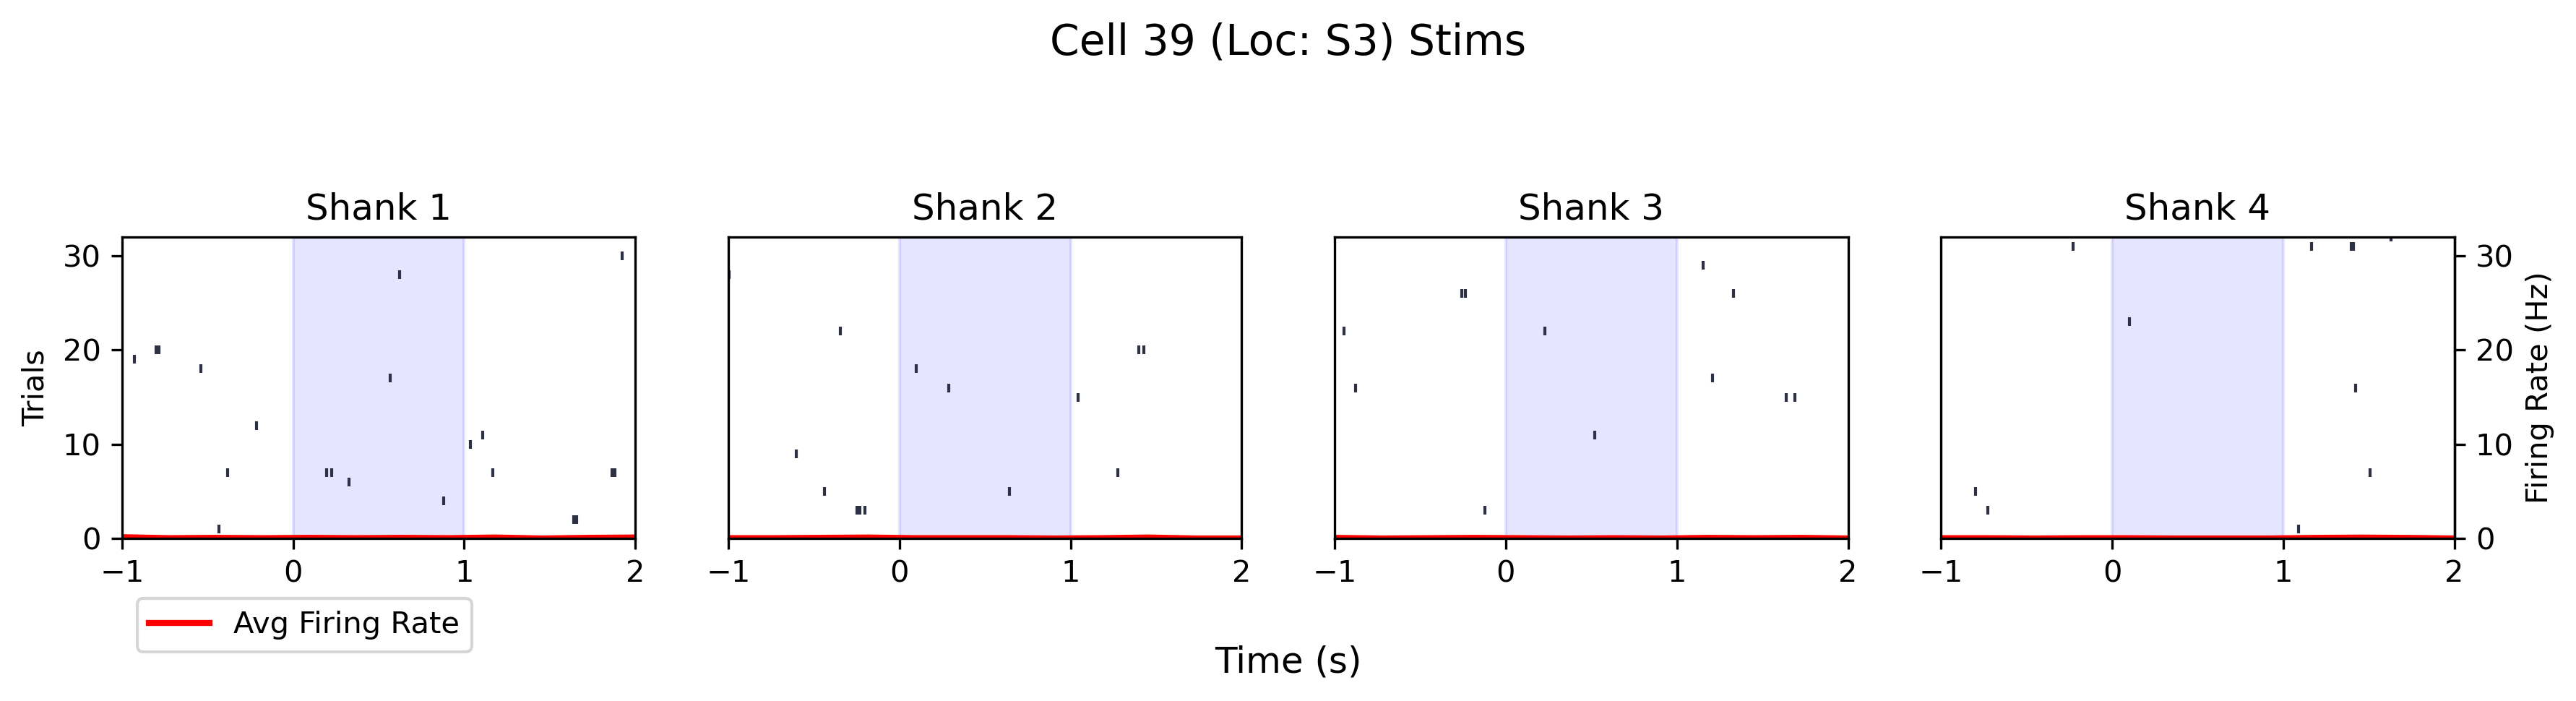 Cell 39 (Loc: S3) Stims
Shank 1
Shank 2
Shank 3
Shank 4
Trials
30
20
10
0
−1 0 1 2
−1 0 1 2
−1 0 1 2
−1 0 1 2
30
20
10
0
Firing Rate (Hz)
Avg Firing Rate
Time (s)